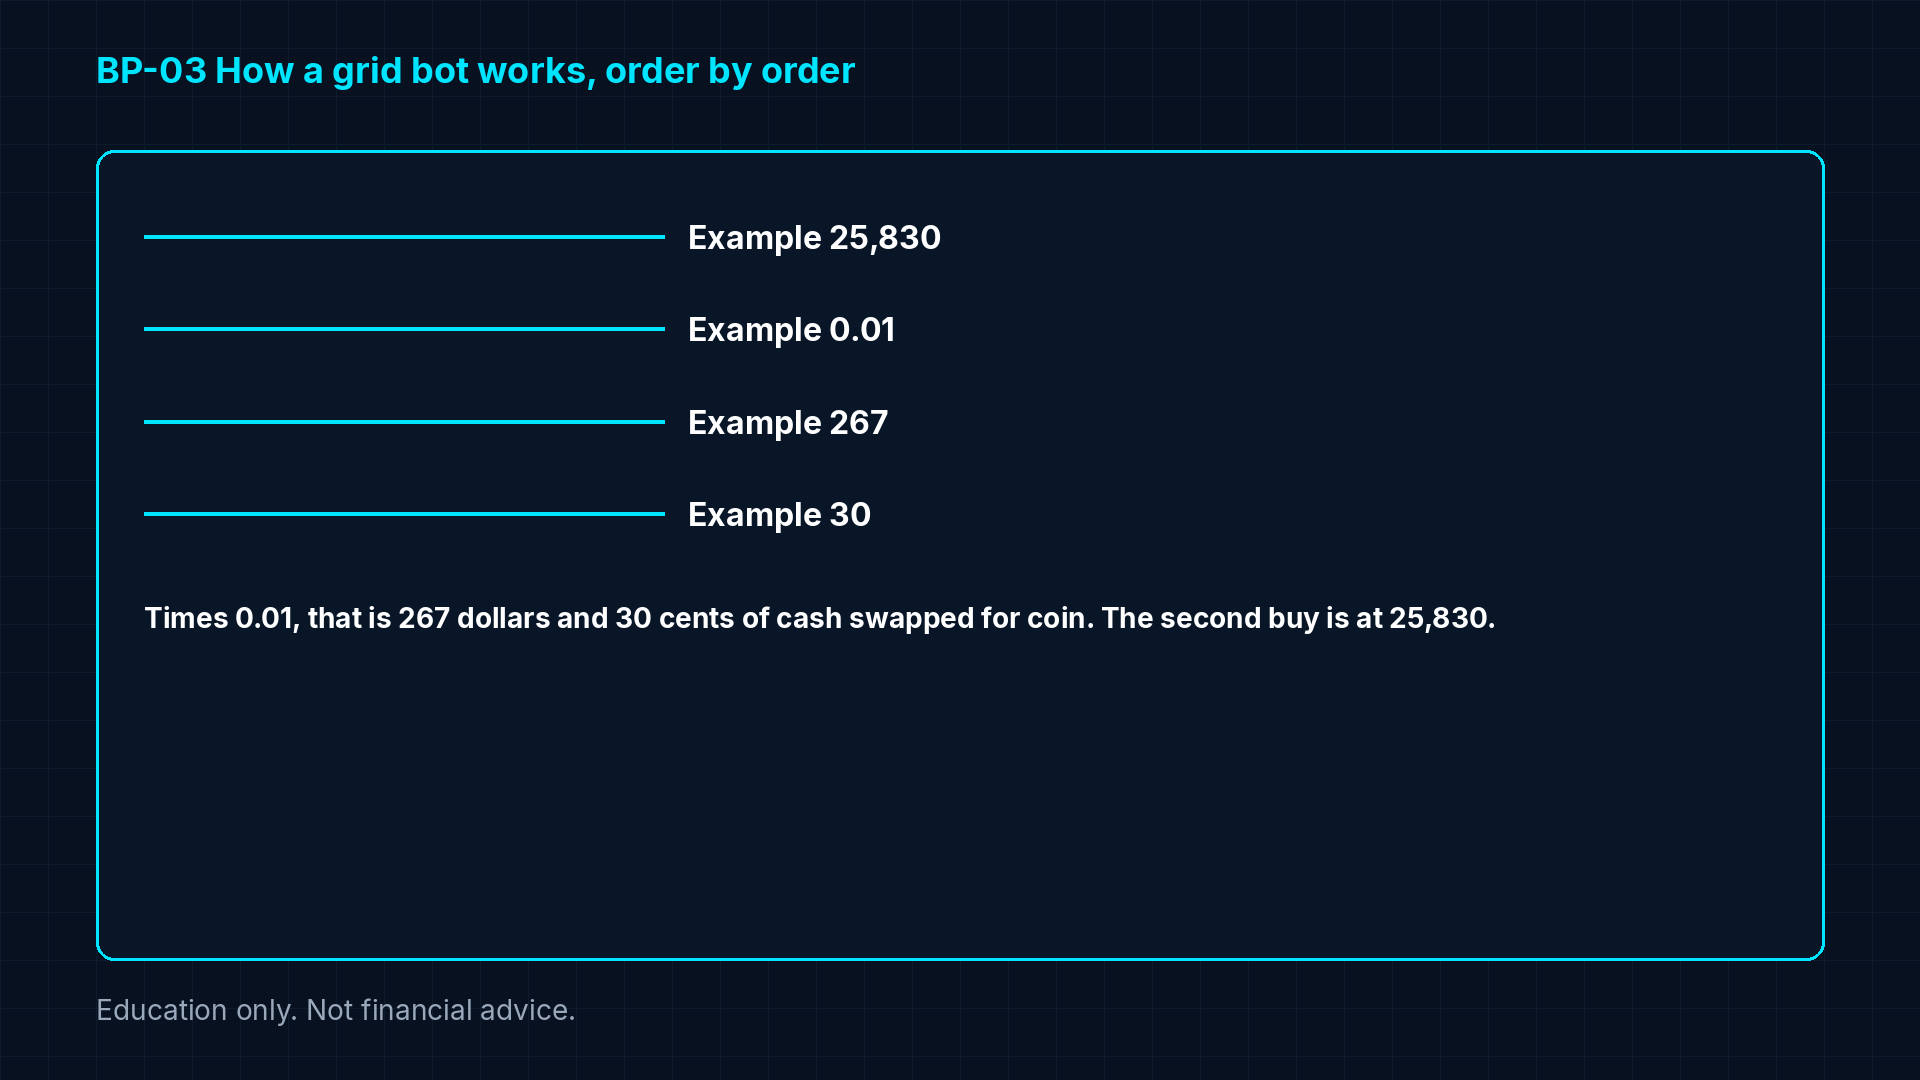 BP-03 How a grid bot works, order by order
Example 25,830
Example 0.01
Example 267
Example 30
Times 0.01, that is 267 dollars and 30 cents of cash swapped for coin. The second buy is at 25,830.
Education only. Not financial advice.